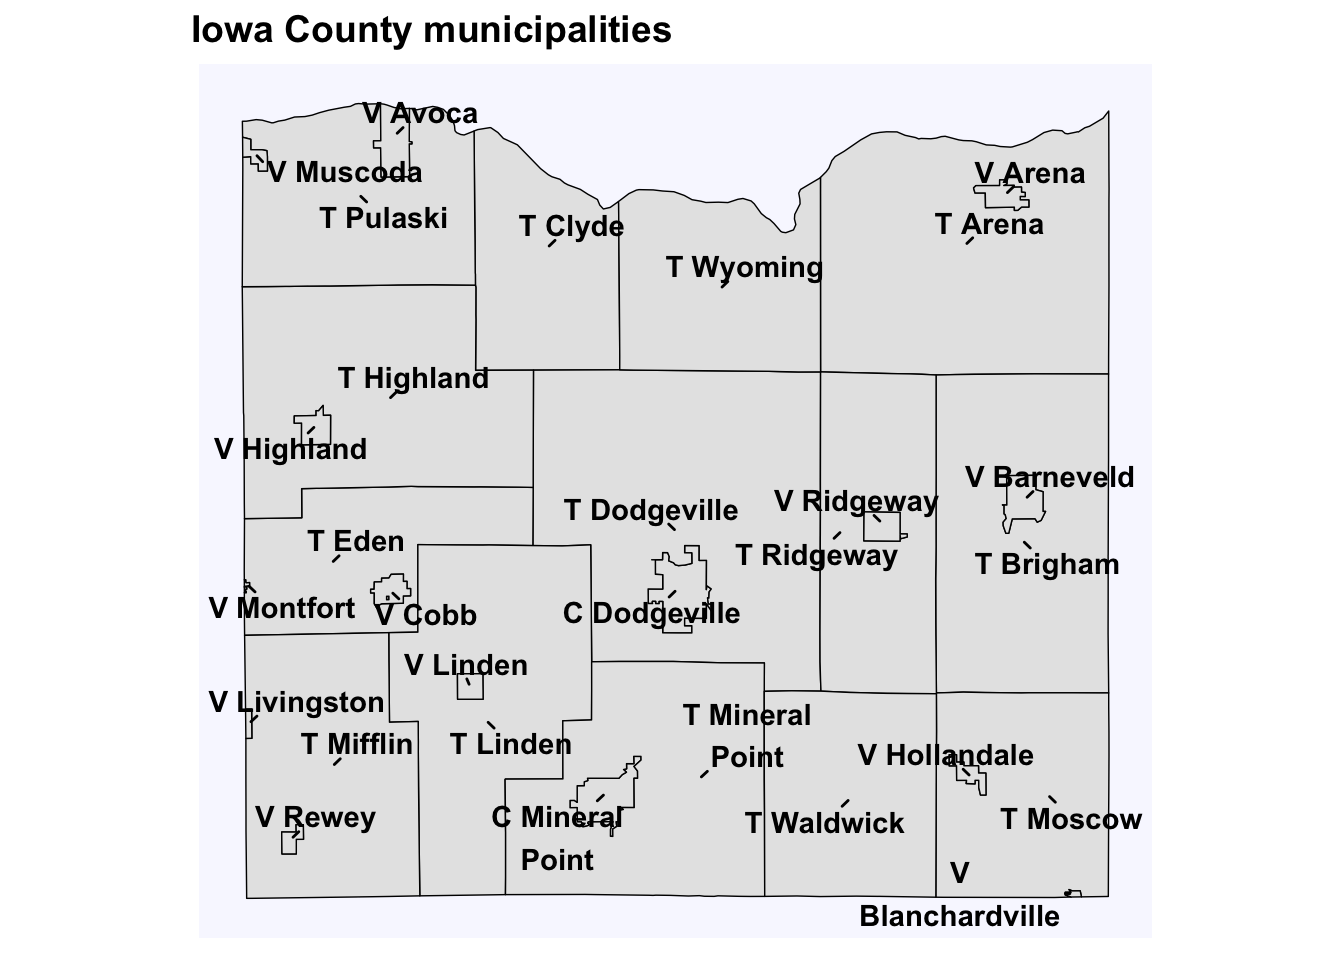 Iowa County municipalities
V Avoca
V Muscoda
V Arena
T Pulaski
T Clyde
T Arena
T Wyoming
T Highland
V Highland
V Barneveld
V Ridgeway
T Dodgeville
T Eden
T Ridgeway
T Brigham
V Montfort
V Cobb
C Dodgeville
V Linden
V Livingston
T Mineral
Point
T Mifflin
T Linden
V Hollandale
V Rewey
C Mineral
Point
T Waldwick
T Moscow
V
Blanchardville